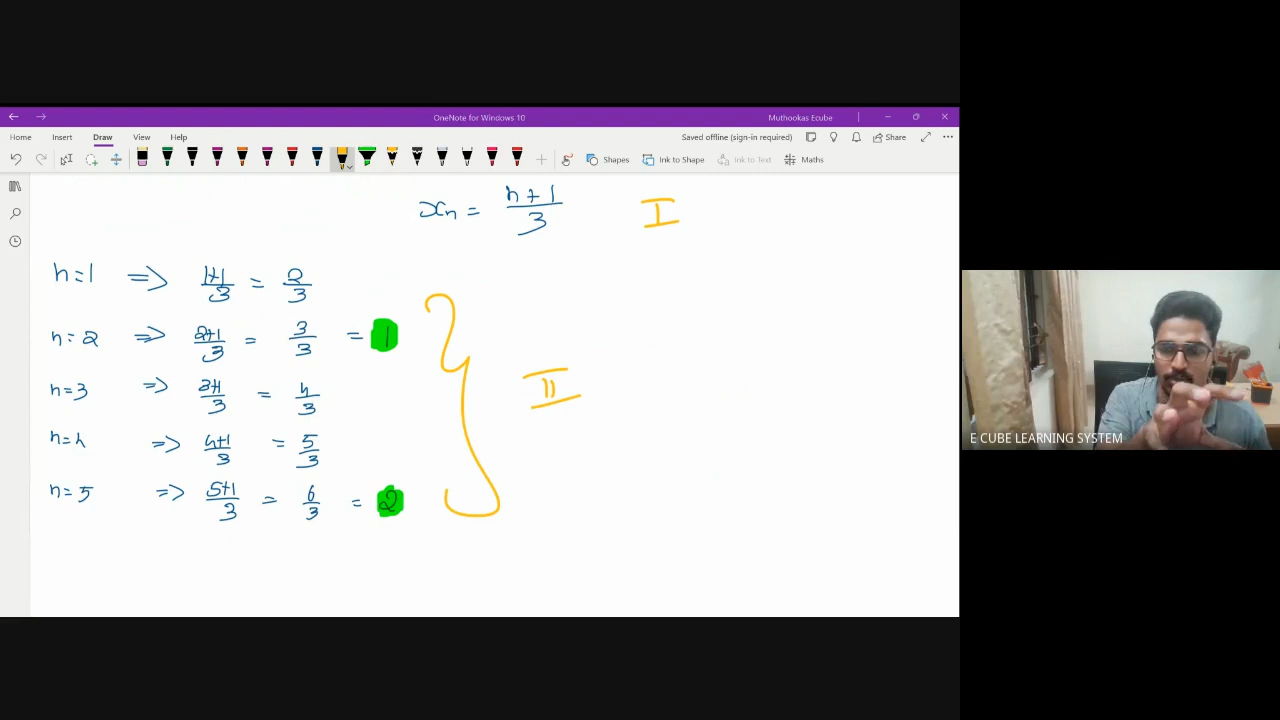 OneNote for Windows 10
Muthookas Ecube
Home Insert Draw View Help
Saved offline (sign-in required)
Share
Shapes
Ink to Shape
Ink to Text
Maths
xn = n+1/3 I
n=1 => 1+1/3 = 2/3
n=2 => 2+1/3 = 3/3 = 1
n=3 => 3+1/3 = 4/3
II
n=4 => 4+1/3 = 5/3
n=5 => 5+1/3 = 6/3 = 2
E CUBE LEARNING SYSTEM